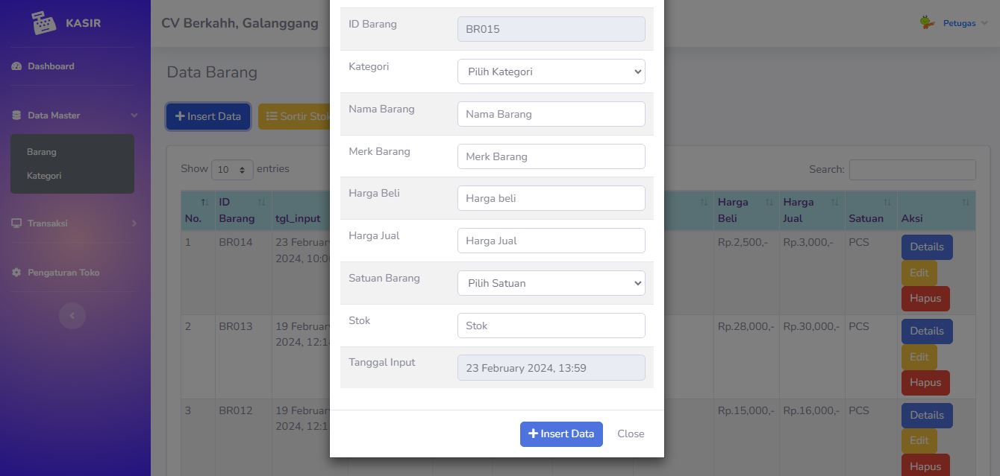 KASIR
CV Berkahh, Galanggang
Petugas
Dashboard
Data Master
Barang
Kategori
Transaksi
Pengaturan Toko
Data Barang
Insert Data
Sortir Stok
Show 10 entries
Search:
No.
ID Barang
tgl_input
Harga Beli
Harga Jual
Satuan
Aksi
1 BR014 23 February Rp.2,500,- Rp.3,000,- PCS Details
2024, 10:0
Edit
Hapus
2 BR013 19 February Rp.28,000,- Rp.30,000,- PCS Details
2024, 12:1
Edit
Hapus
3 BR012 19 February Rp.15,000,- Rp.16,000,- PCS Details
2024, 12:1
Edit
Hapus
ID Barang BR015
Kategori Pilih Kategori
Nama Barang Nama Barang
Merk Barang Merk Barang
Harga Beli Harga beli
Harga Jual Harga Jual
Satuan Barang Pilih Satuan
Stok Stok
Tanggal Input 23 February 2024, 13:59
Insert Data Close